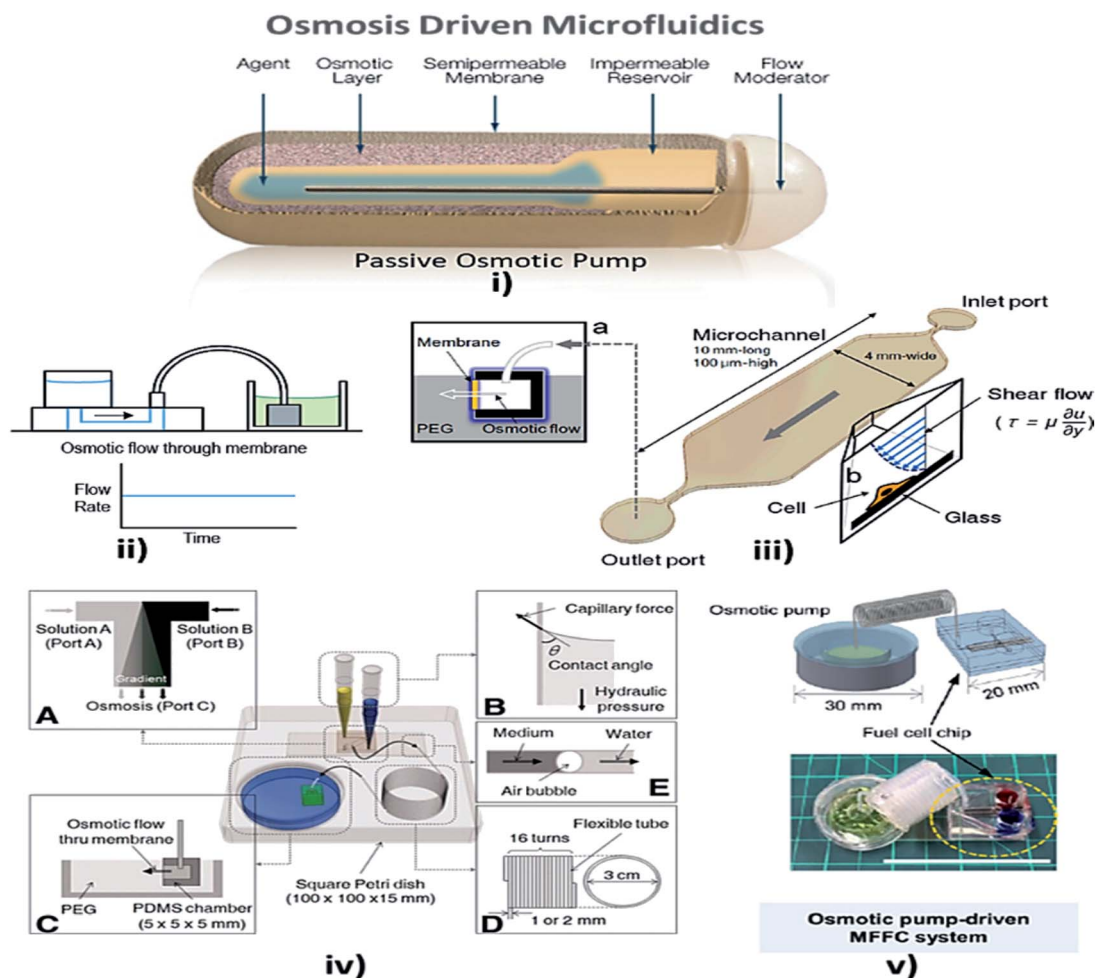 Osmosis Driven Microfluidics
Agent
Osmotic
Layer
Semipermeable
Membrane
Impermeable
Reservoir
Flow
Moderator
Passive Osmotic Pump
i)
Osmotic flow through membrane
Flow
Rate
Time
ii)
a
Membrane
PEG
Osmotic flow
Inlet port
Microchannel
10 mm-long
100 µm-high
4 mm-wide
Shear flow
( τ = μ ∂u/∂y )
b
Cell
Glass
Outlet port
iii)
Solution A
(Port A)
Solution B
(Port B)
Gradient
Osmosis (Port C)
A
Capillary force
θ
Contact angle
Hydraulic
pressure
B
Medium
Water
Air bubble
E
Osmotic flow
thru membrane
PEG
PDMS chamber
(5 x 5 x 5 mm)
C
Square Petri dish
(100 x 100 x15 mm)
16 turns
Flexible tube
3 cm
1 or 2 mm
D
iv)
Osmotic pump
30 mm
20 mm
Fuel cell chip
Osmotic pump-driven
MFFC system
v)